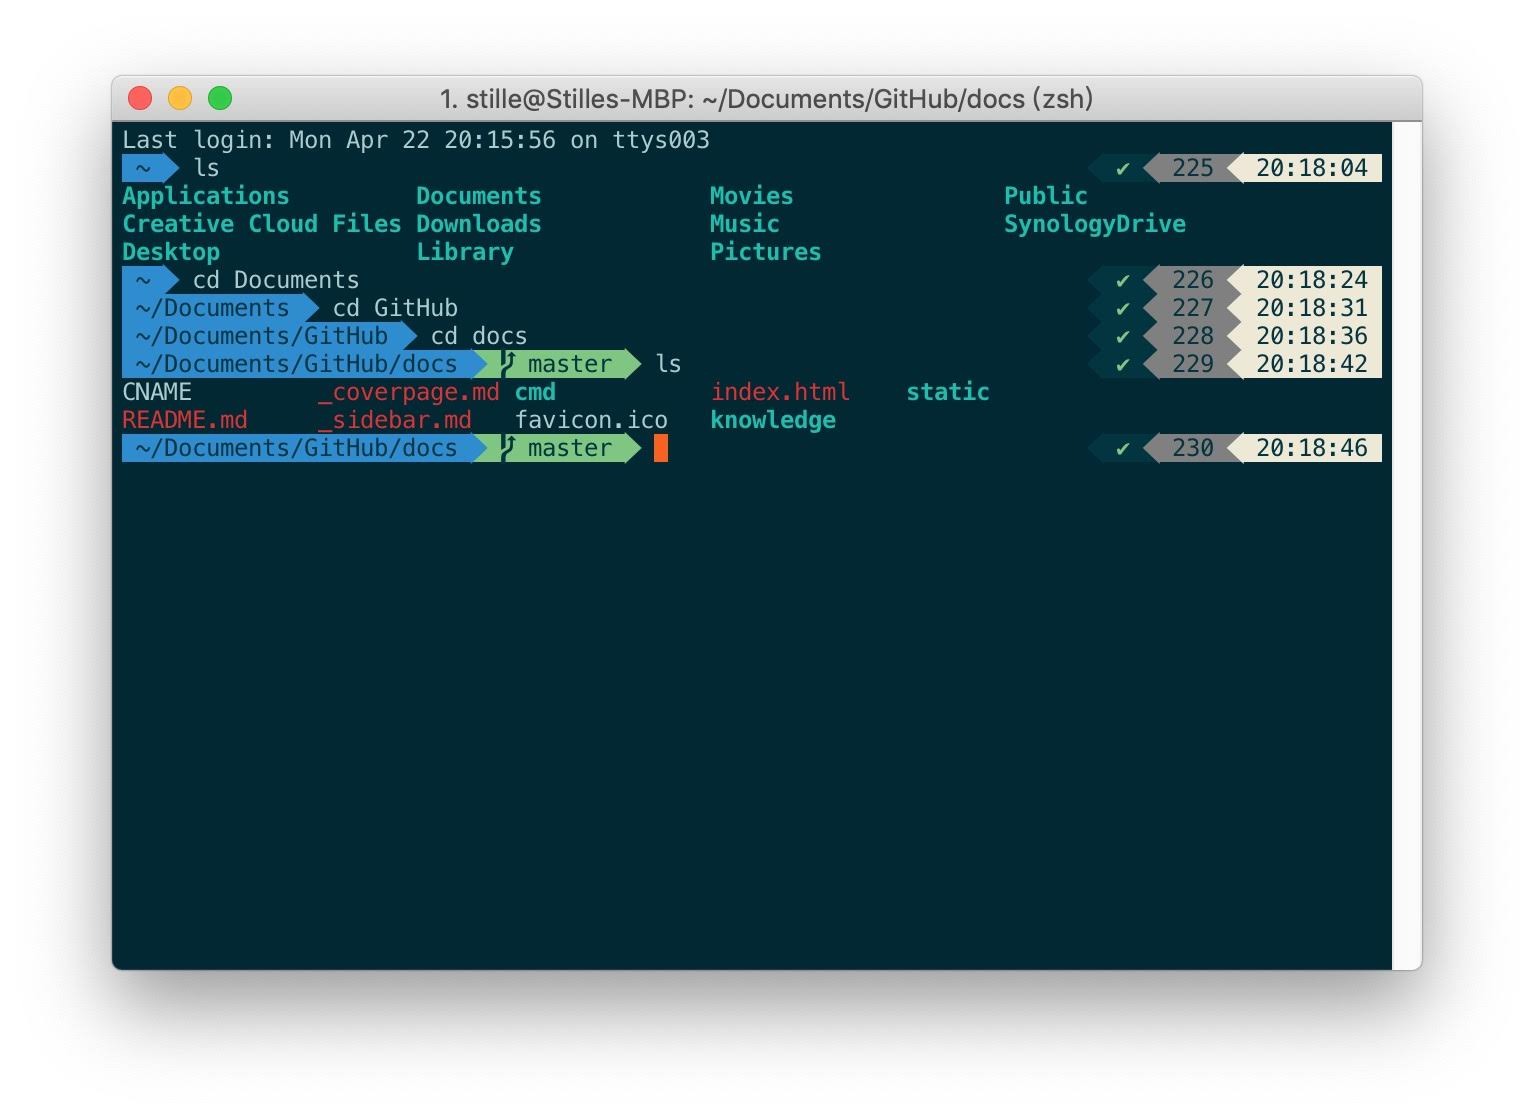 1. stille@Stilles-MBP: ~/Documents/GitHub/docs (zsh)
Last login: Mon Apr 22 20:15:56 on ttys003
~ ls ✔ 225 20:18:04
Applications Documents Movies Public
Creative Cloud Files Downloads Music SynologyDrive
Desktop Library Pictures
~ cd Documents ✔ 226 20:18:24
~/Documents cd GitHub ✔ 227 20:18:31
~/Documents/GitHub cd docs ✔ 228 20:18:36
~/Documents/GitHub/docs master ls ✔ 229 20:18:42
CNAME _coverpage.md cmd index.html static
README.md _sidebar.md favicon.ico knowledge
~/Documents/GitHub/docs master ✔ 230 20:18:46